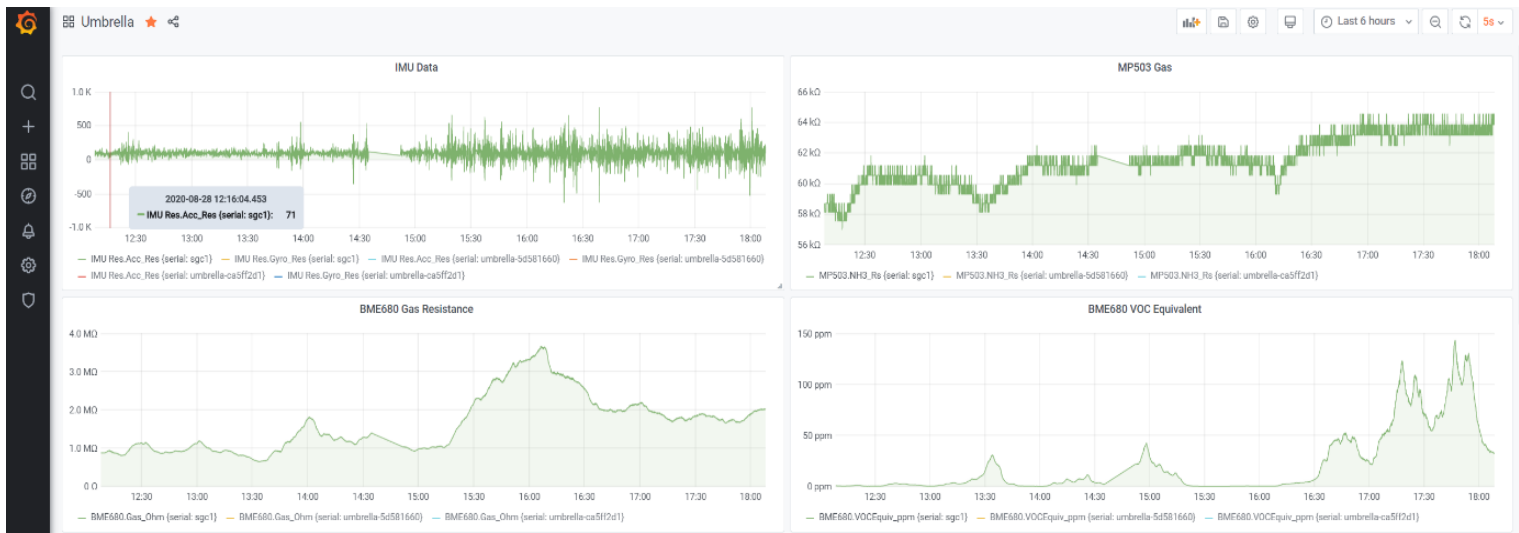 Umbrella
Last 6 hours
5s
IMU Data
1.0 K
500
0
-500
-1.0 K
2020-08-28 12:16:04.453
IMU Res.Acc_Res {serial: sgc1}: 71
12:30 13:00 13:30 14:00 14:30 15:00 15:30 16:00 16:30 17:00 17:30 18:00
IMU Res.Acc_Res {serial: sgc1} IMU Res.Gyro_Res {serial: sgc1} IMU Res.Acc_Res {serial: umbrella-5d581660} IMU Res.Gyro_Res {serial: umbrella-5d581660}
IMU Res.Acc_Res {serial: umbrella-ca5ff2d1} IMU Res.Gyro_Res {serial: umbrella-ca5ff2d1}
MP503 Gas
66 kΩ
64 kΩ
62 kΩ
60 kΩ
58 kΩ
56 kΩ
12:30 13:00 13:30 14:00 14:30 15:00 15:30 16:00 16:30 17:00 17:30 18:00
MP503.NH3_Rs {serial: sgc1} MP503.NH3_Rs {serial: umbrella-5d581660} MP503.NH3_Rs {serial: umbrella-ca5ff2d1}
BME680 Gas Resistance
4.0 MΩ
3.0 MΩ
2.0 MΩ
1.0 MΩ
0 Ω
12:30 13:00 13:30 14:00 14:30 15:00 15:30 16:00 16:30 17:00 17:30 18:00
BME680.Gas_Ohm {serial: sgc1} BME680.Gas_Ohm {serial: umbrella-5d581660} BME680.Gas_Ohm {serial: umbrella-ca5ff2d1}
BME680 VOC Equivalent
150 ppm
100 ppm
50 ppm
0 ppm
12:30 13:00 13:30 14:00 14:30 15:00 15:30 16:00 16:30 17:00 17:30 18:00
BME680.VOCEquiv_ppm {serial: sgc1} BME680.VOCEquiv_ppm {serial: umbrella-5d581660} BME680.VOCEquiv_ppm {serial: umbrella-ca5ff2d1}